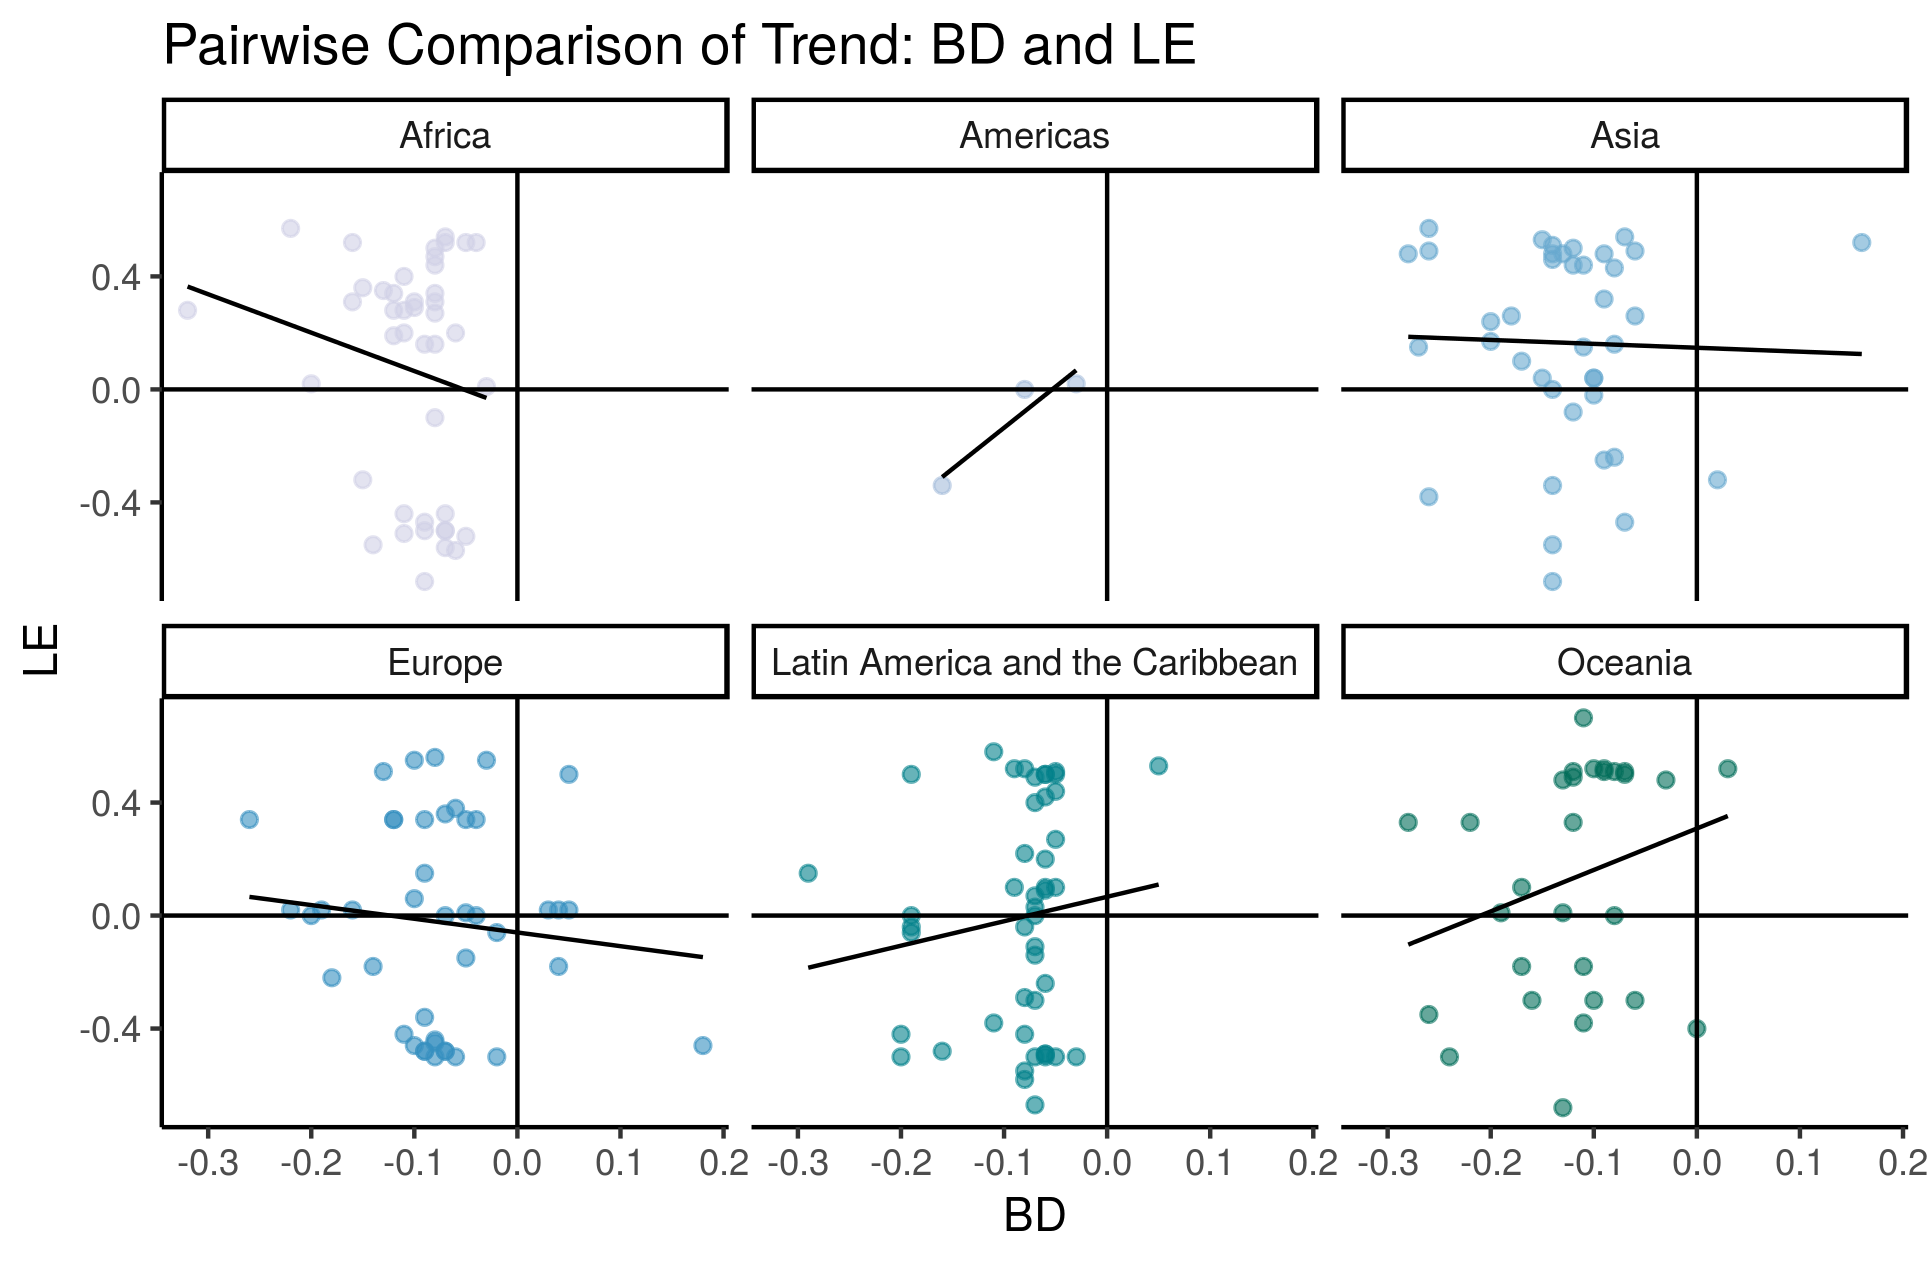 Pairwise Comparison of Trend: BD and LE
Africa
Americas
Asia
0.4
0.0
-0.4
LE
Europe
Latin America and the Caribbean
Oceania
0.4
0.0
-0.4
-0.3 -0.2 -0.1 0.0 0.1 0.2 -0.3 -0.2 -0.1 0.0 0.1 0.2 -0.3 -0.2 -0.1 0.0 0.1 0.2
BD